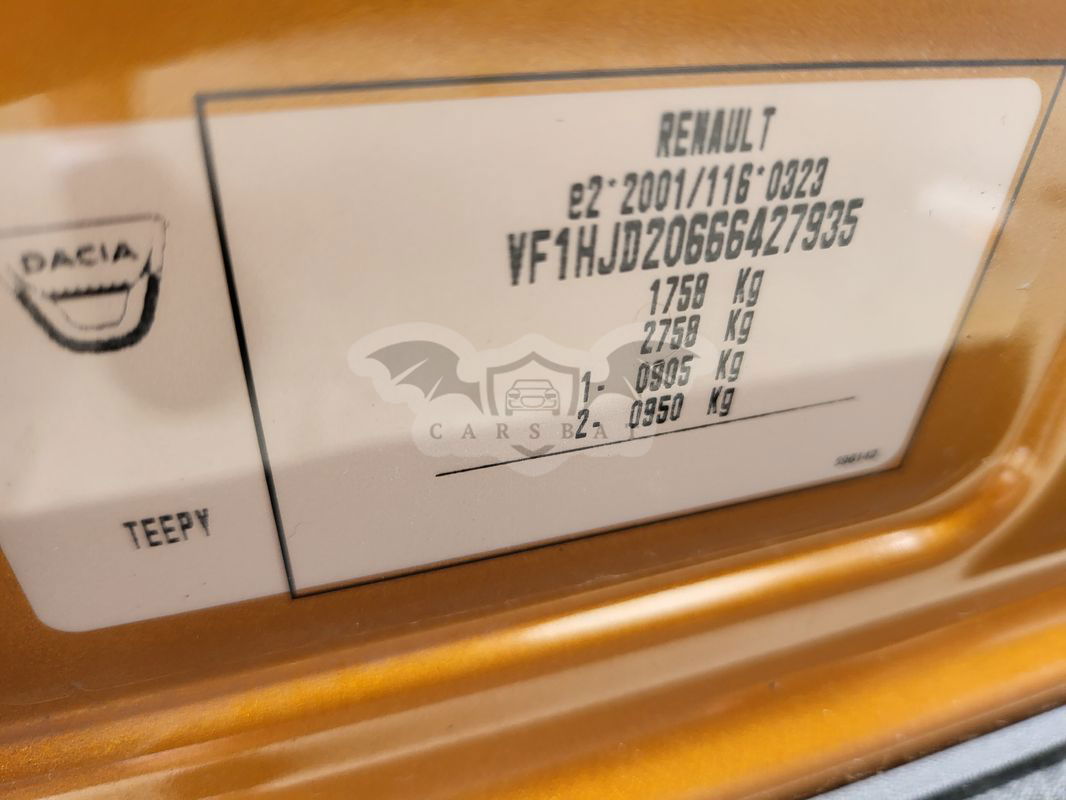 RENAULT
e2*2001/116*0323
VF1HJD20666427935
1758 Kg
2758 Kg
1- 0905 Kg
2- 0950 Kg
DACIA
TEEPY
CARSBAT